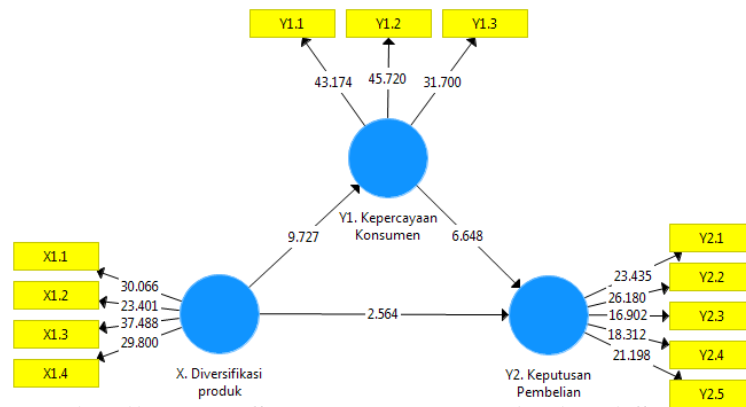 Y1.1
Y1.2
Y1.3
43.174
45.720
31.700
Y1. Kepercayaan
Konsumen
9.727
6.648
X1.1
X1.2
X1.3
X1.4
30.066
23.401
37.488
29.800
2.564
X. Diversifikasi
produk
Y2. Keputusan
Pembelian
23.435
26.180
16.902
18.312
21.198
Y2.1
Y2.2
Y2.3
Y2.4
Y2.5